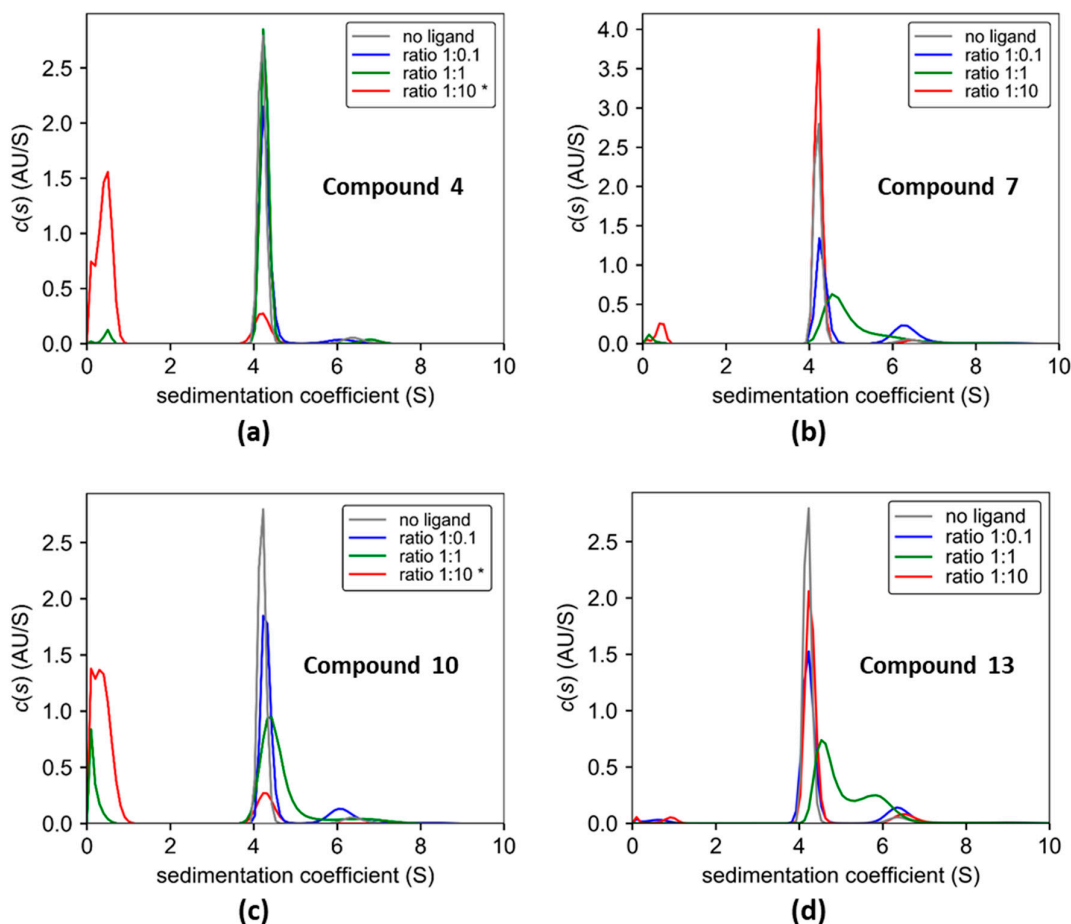 no ligand
ratio 1:0.1
ratio 1:1
ratio 1:10 *
Compound 4
c(s) (AU/S)
2.5
2.0
1.5
1.0
0.5
0.0
0 2 4 6 8 10
sedimentation coefficient (S)
(a)
no ligand
ratio 1:0.1
ratio 1:1
ratio 1:10
Compound 7
c(s) (AU/S)
4.0
3.5
3.0
2.5
2.0
1.5
1.0
0.5
0.0
0 2 4 6 8 10
sedimentation coefficient (S)
(b)
no ligand
ratio 1:0.1
ratio 1:1
ratio 1:10 *
Compound 10
c(s) (AU/S)
2.5
2.0
1.5
1.0
0.5
0.0
0 2 4 6 8 10
sedimentation coefficient (S)
(c)
no ligand
ratio 1:0.1
ratio 1:1
ratio 1:10
Compound 13
c(s) (AU/S)
2.5
2.0
1.5
1.0
0.5
0.0
0 2 4 6 8 10
sedimentation coefficient (S)
(d)